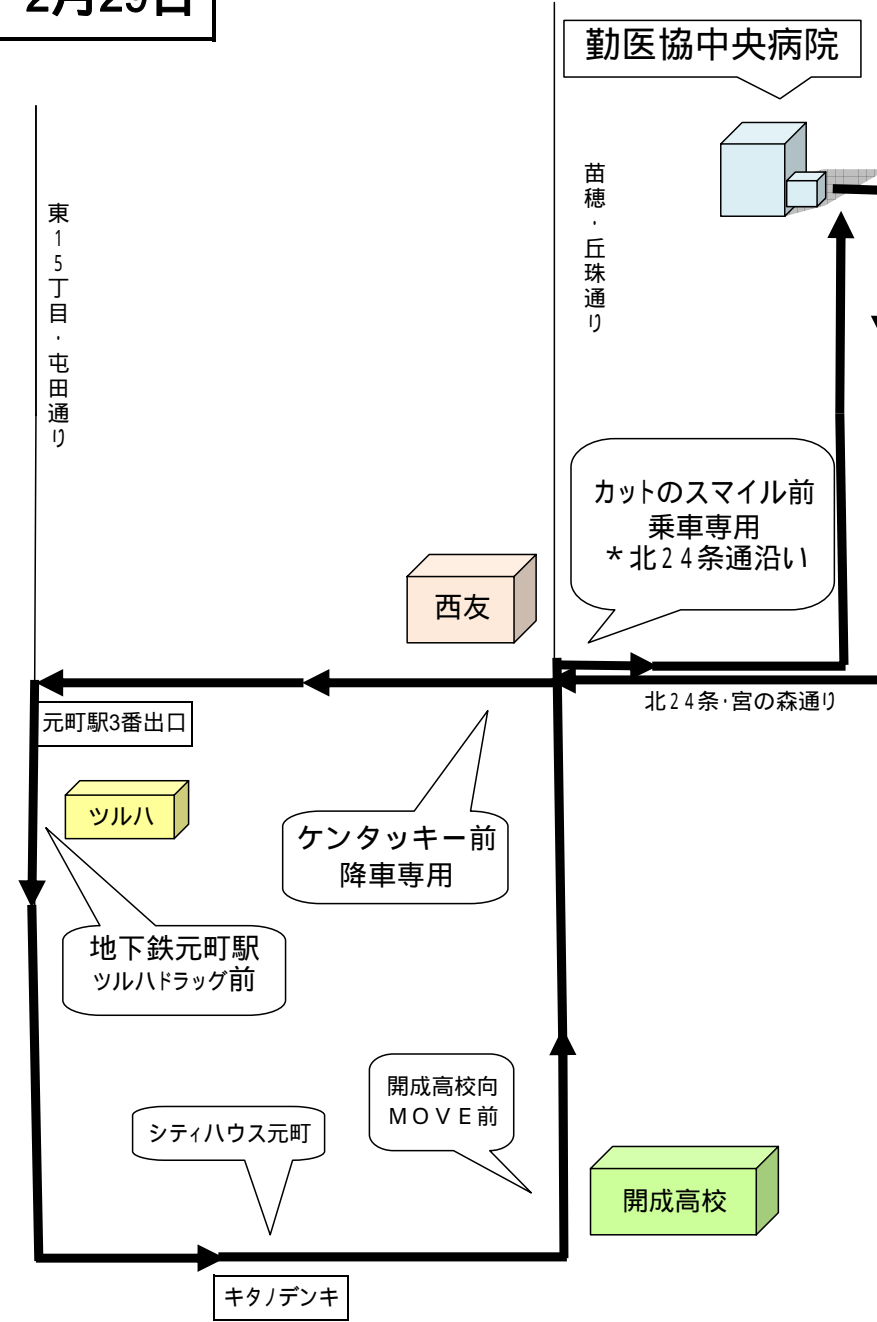 2月29日
勤医協中央病院
苗穂・丘珠通り
東15丁目・屯田通り
カットのスマイル前
乗車専用
*北24条通沿い
西友
北24条・宮の森通り
元町駅3番出口
ツルハ
ケンタッキー前
降車専用
地下鉄元町駅
ツルハドラッグ前
開成高校向
MOVE前
シティハウス元町
開成高校
キタノデンキ